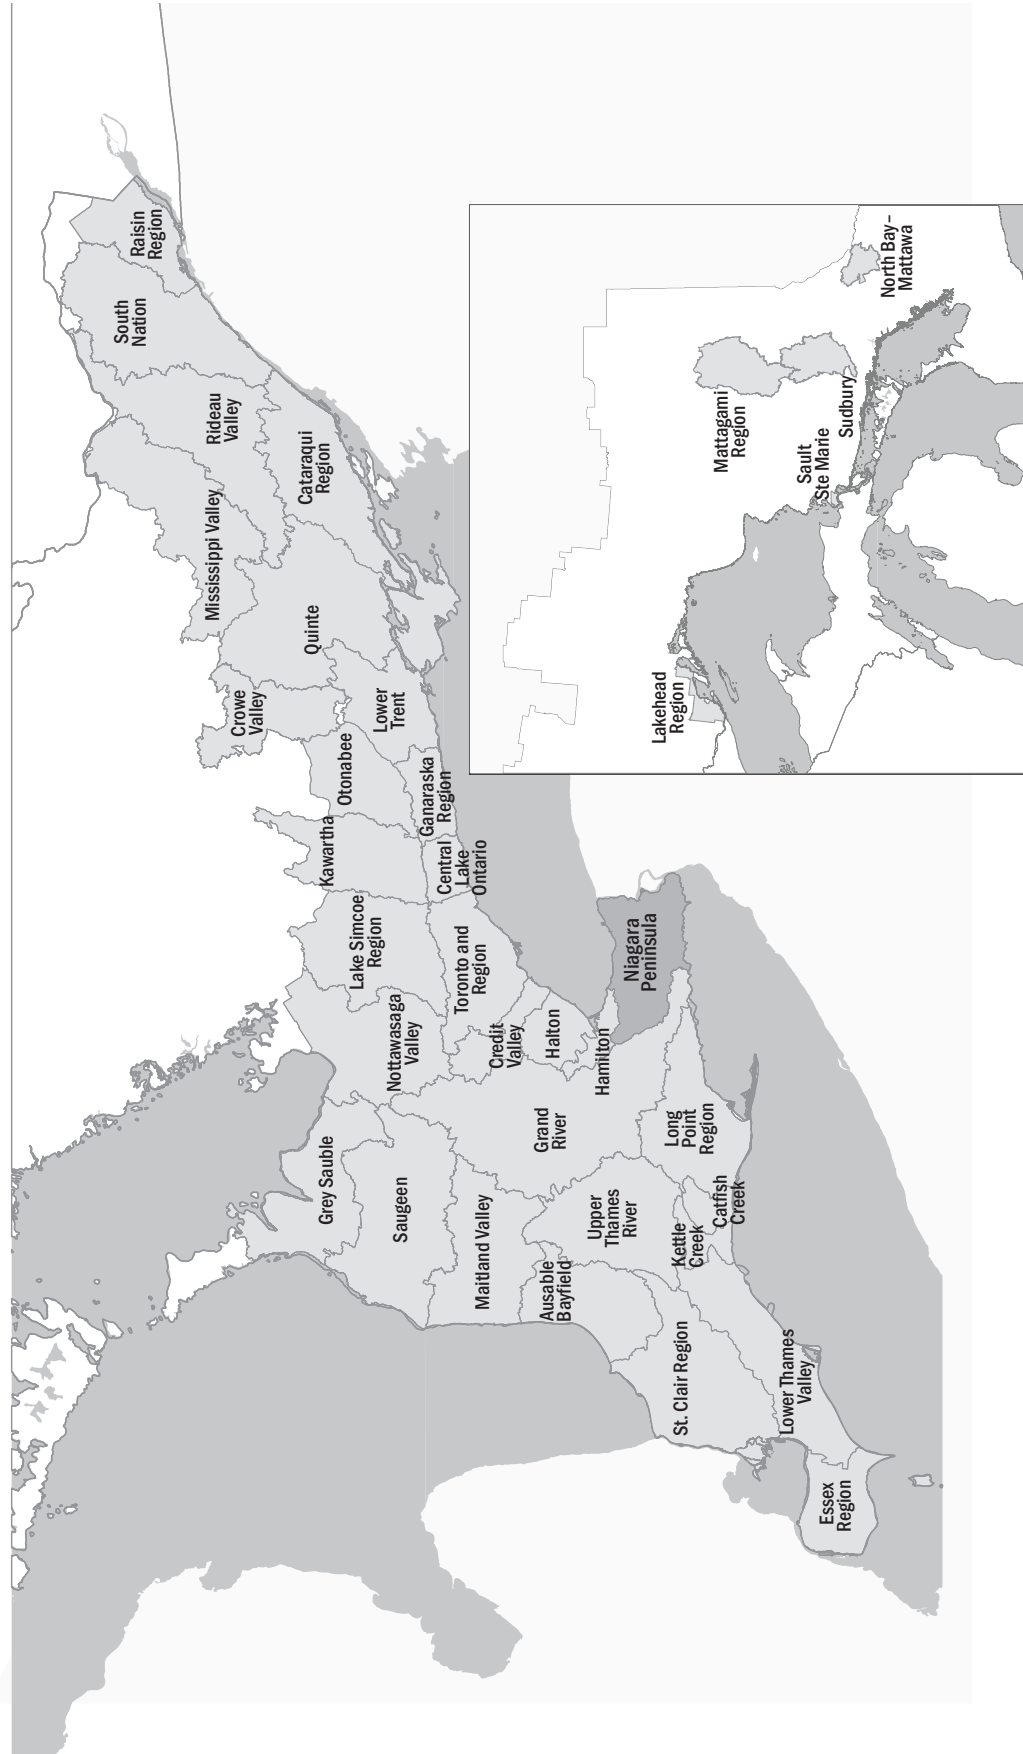 Raisin
Region
South
Nation
Rideau
Valley
Cataraqui
Region
Mississippi Valley
Quinte
Crowe
Valley
Lower
Trent
Otonabee
Ganaraska
Region
Kawartha
Central
Lake
Ontario
Lake Simcoe
Region
Toronto and
Region
Nottawasaga
Valley
Credit
Valley
Halton
Hamilton
Niagara
Peninsula
Grand
River
Long
Point
Region
Grey Sauble
Saugeen
Maitland Valley
Ausable
Bayfield
Upper
Thames
River
Kettle
Creek
Catfish
Creek
St. Clair Region
Lower Thames
Valley
Essex
Region
North Bay–
Mattawa
Mattagami
Region
Sudbury
Sault
Ste Marie
Lakehead
Region